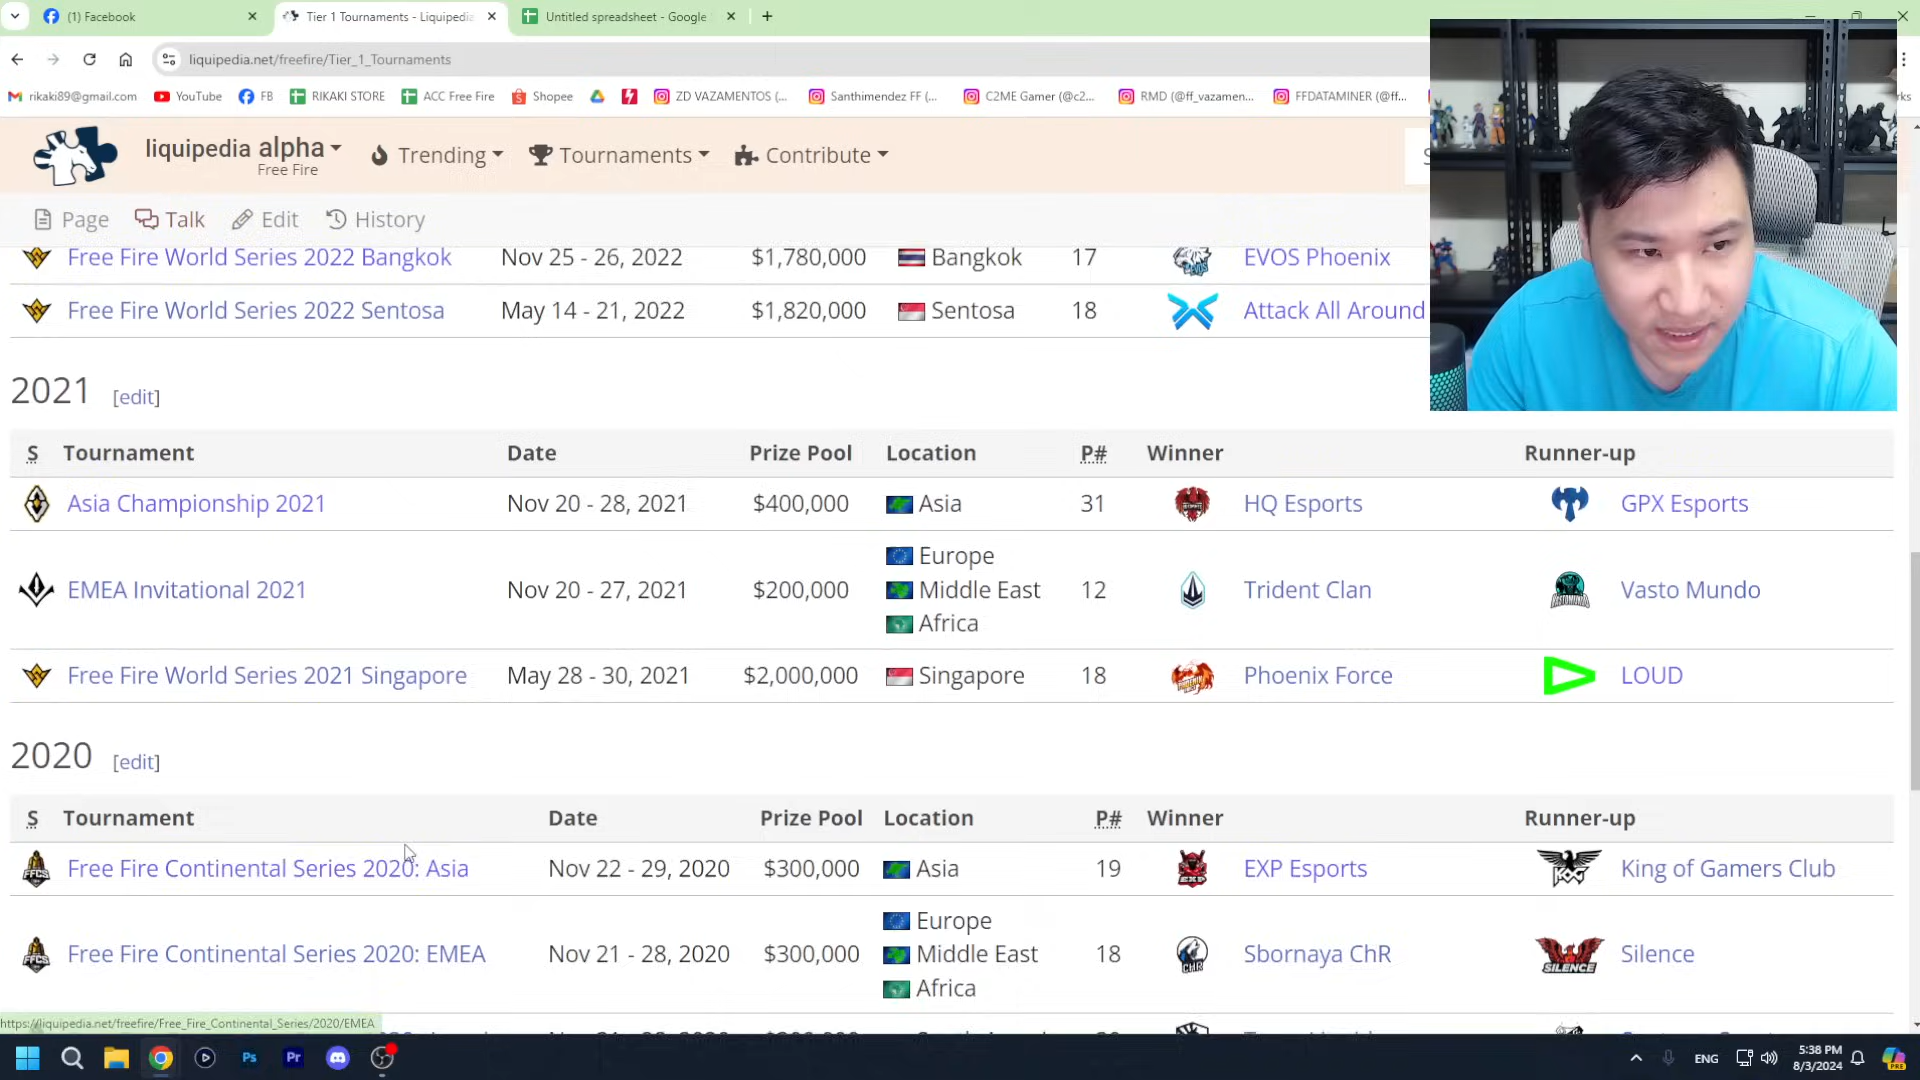 (1) Facebook
Tier 1 Tournaments - Liquipedia
Untitled spreadsheet - Google
liquipedia.net/freefire/Tier_1_Tournaments
rikaki89@gmail.com YouTube FB RIKAKI STORE ACC Free Fire Shopee ZD VAZAMENTOS (... Santhimendez FF (... C2ME Gamer (@c2... RMD (@ff_vazamen... FFDATAMINER (@ff...
liquipedia alpha
Free Fire
Trending Tournaments Contribute
Page Talk Edit History
Free Fire World Series 2022 Bangkok Nov 25 - 26, 2022 $1,780,000 Bangkok 17 EVOS Phoenix
Free Fire World Series 2022 Sentosa May 14 - 21, 2022 $1,820,000 Sentosa 18 Attack All Around
2021 [edit]
S Tournament Date Prize Pool Location P# Winner Runner-up
Asia Championship 2021 Nov 20 - 28, 2021 $400,000 Asia 31 HQ Esports GPX Esports
Europe
EMEA Invitational 2021 Nov 20 - 27, 2021 $200,000 Middle East 12 Trident Clan Vasto Mundo
Africa
Free Fire World Series 2021 Singapore May 28 - 30, 2021 $2,000,000 Singapore 18 Phoenix Force LOUD
2020 [edit]
S Tournament Date Prize Pool Location P# Winner Runner-up
FFCS Free Fire Continental Series 2020: Asia Nov 22 - 29, 2020 $300,000 Asia 19 EXP EXP Esports KOG King of Gamers Club
Europe
FFCS Free Fire Continental Series 2020: EMEA Nov 21 - 28, 2020 $300,000 Middle East 18 CHR Sbornaya ChR SILENCE Silence
Africa
https://liquipedia.net/freefire/Free_Fire_Continental_Series/2020/EMEA
Ps Pr ENG 5:38 PM
8/3/2024
PRE